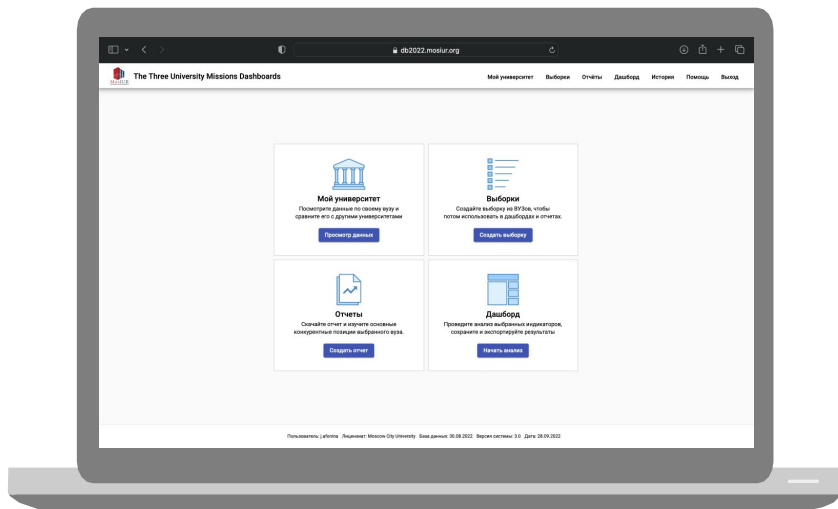 db2022.mosiur.org
MosIUR
The Three University Missions Dashboards
Мой университет Выборки Отчёты Дашборд История Помощь Выход
Мой университет
Посмотрите данные по своему вузу и
сравните его с другими университетами
Просмотр данных
Выборки
Создайте выборку из ВУЗов, чтобы
потом использовать в дашбордах и отчетах.
Создать выборку
Отчеты
Скачайте отчет и изучите основные
конкурентные позиции выбранного вуза.
Создать отчет
Дашборд
Проведите анализ выбранных индикаторов,
сохраните и экспортируйте результаты
Начать анализ
Пользователь: j.afonina Лицензиат: Moscow City University База данных: 30.08.2022 Версия системы: 3.0 Дата: 28.09.2022